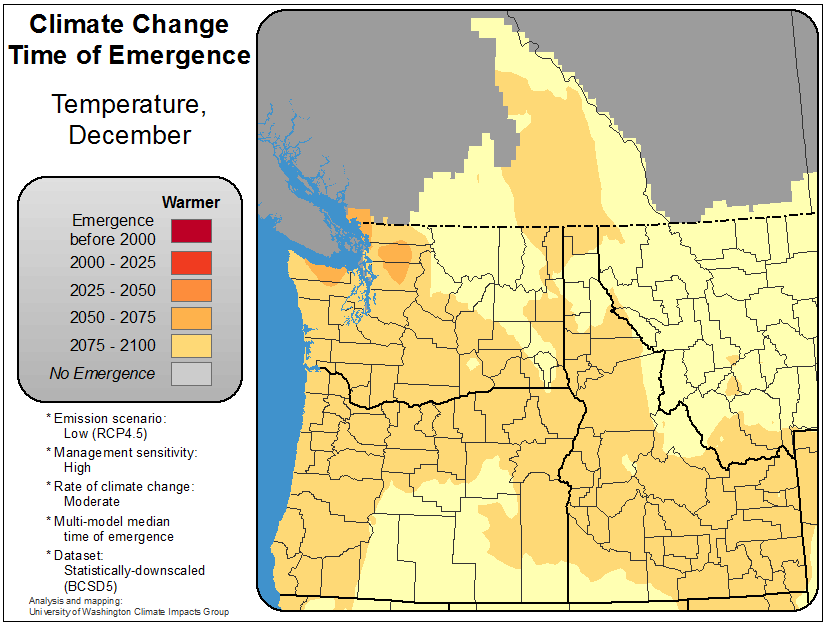 Climate Change
Time of Emergence
Temperature,
December
Warmer
Emergence
before 2000
2000 - 2025
2025 - 2050
2050 - 2075
2075 - 2100
No Emergence
* Emission scenario:
Low (RCP4.5)
* Management sensitivity:
High
* Rate of climate change:
Moderate
* Multi-model median
time of emergence
* Dataset:
Statistically-downscaled
(BCSD5)
Analysis and mapping:
University of Washington Climate Impacts Group